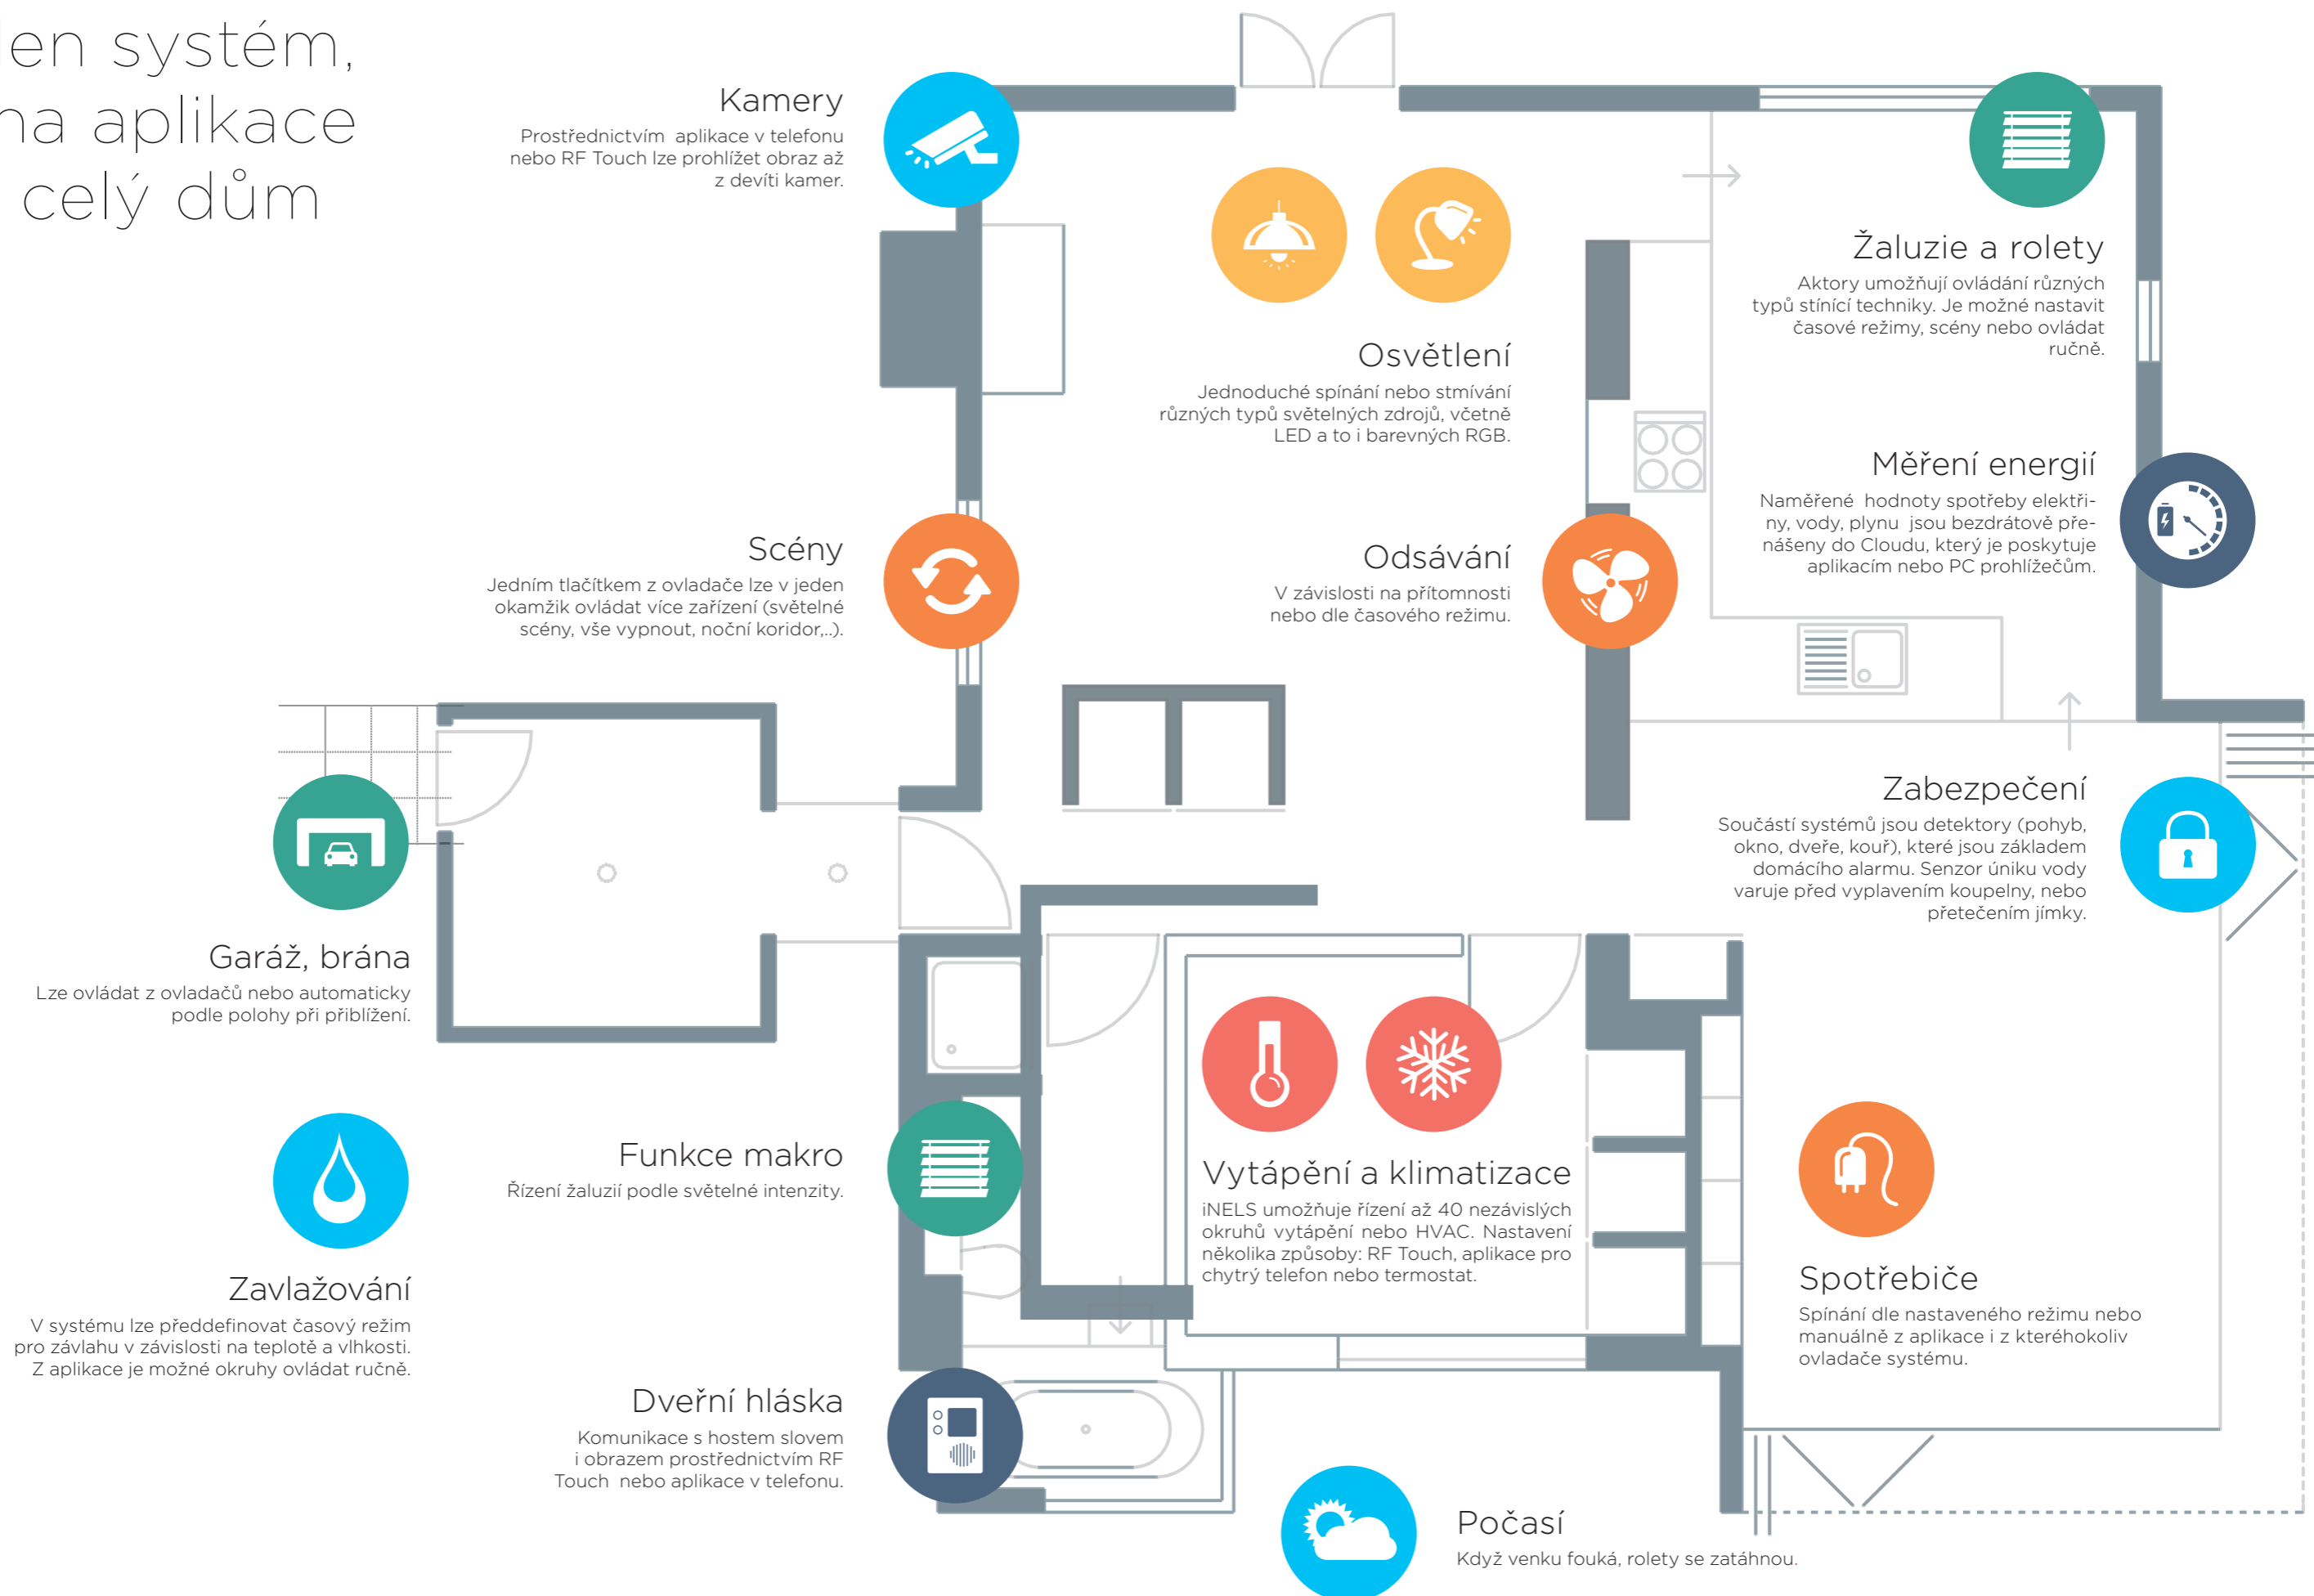 len systém,
na aplikace
celý dům
Kamery
Prostřednictvím aplikace v telefonu
nebo RF Touch lze prohlížet obraz až
z devíti kamer.
Žaluzie a rolety
Aktory umožňují ovládání různých
typů stínící techniky. Je možné nastavit
časové režimy, scény nebo ovládat
ručně.
Osvětlení
Jednoduché spínání nebo stmívání
různých typů světelných zdrojů, včetně
LED a to i barevných RGB.
Měření energií
Naměřené hodnoty spotřeby elektři-
ny, vody, plynu jsou bezdrátově pře-
nášeny do Cloudu, který je poskytuje
aplikacím nebo PC prohlížečům.
Scény
Jedním tlačítkem z ovladače lze v jeden
okamžik ovládat více zařízení (světelné
scény, vše vypnout, noční koridor,..).
Odsávání
V závislosti na přítomnosti
nebo dle časového režimu.
Zabezpečení
Součástí systémů jsou detektory (pohyb,
okno, dveře, kouř), které jsou základem
domácího alarmu. Senzor úniku vody
varuje před vyplavením koupelny, nebo
přetečením jímky.
Garáž, brána
Lze ovládat z ovladačů nebo automaticky
podle polohy při přiblížení.
Funkce makro
Řízení žaluzií podle světelné intenzity.
Vytápění a klimatizace
iNELS umožňuje řízení až 40 nezávislých
okruhů vytápění nebo HVAC. Nastavení
několika způsoby: RF Touch, aplikace pro
chytrý telefon nebo termostat.
Zavlažování
V systému lze předdefinovat časový režim
pro závlahu v závislosti na teplotě a vlhkosti.
Z aplikace je možné okruhy ovládat ručně.
Spotřebiče
Spínání dle nastaveného režimu nebo
manuálně z aplikace i z kteréhokoliv
ovladače systému.
Dveřní hláska
Komunikace s hostem slovem
i obrazem prostřednictvím RF
Touch nebo aplikace v telefonu.
Počasí
Když venku fouká, rolety se zatáhnou.